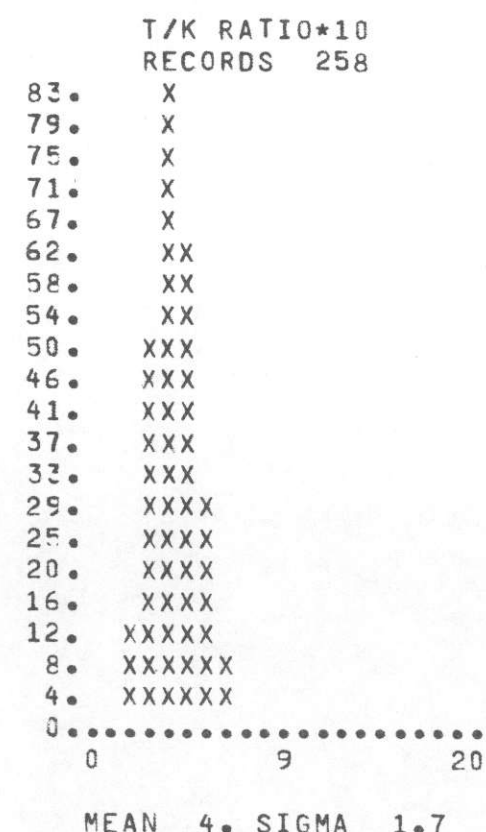 T/K RATIO*10
RECORDS 258
83. X
79. X
75. X
71. X
67. X
62. XX
58. XX
54. XX
50. XXX
46. XXX
41. XXX
37. XXX
33. XXX
29. XXXX
25. XXXX
20. XXXX
16. XXXX
12. XXXXX
8. XXXXXX
4. XXXXXX
0.....................
0 9 20
MEAN 4. SIGMA 1.7